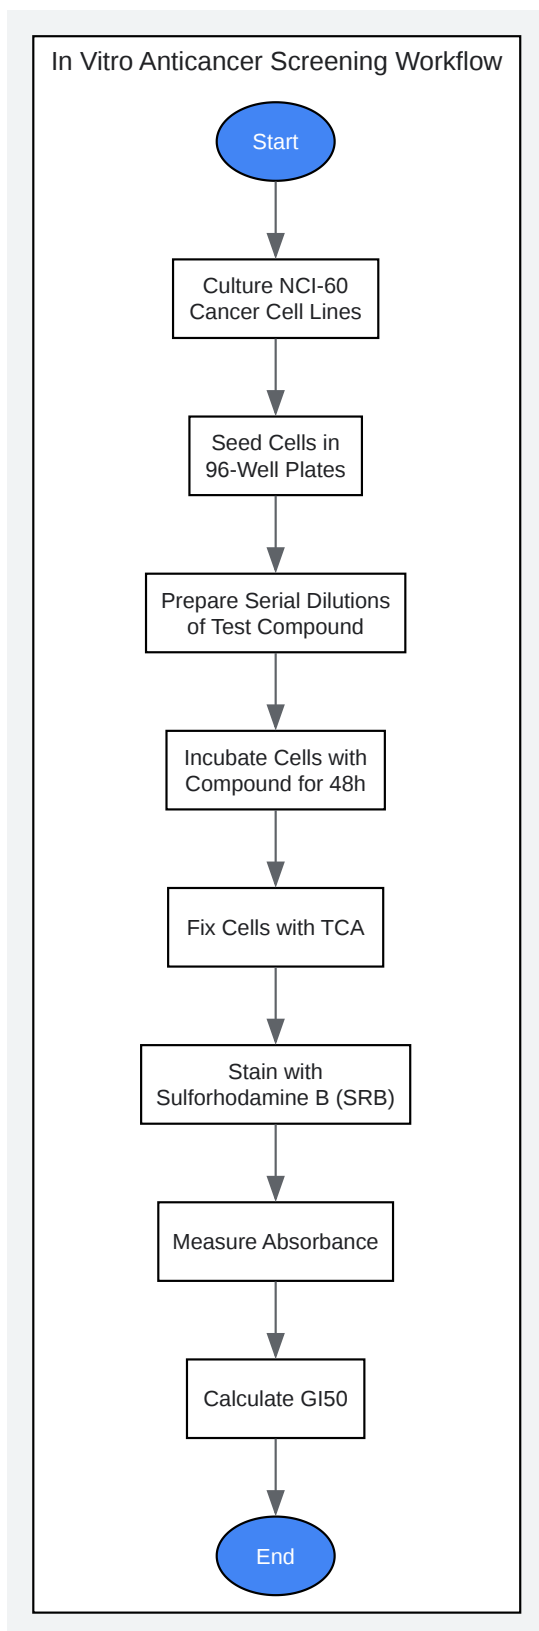 In Vitro Anticancer Screening Workflow
Start
Culture NCI-60
Cancer Cell Lines
Seed Cells in
96-Well Plates
Prepare Serial Dilutions
of Test Compound
Incubate Cells with
Compound for 48h
Fix Cells with TCA
Stain with
Sulforhodamine B (SRB)
Measure Absorbance
Calculate GI50
End